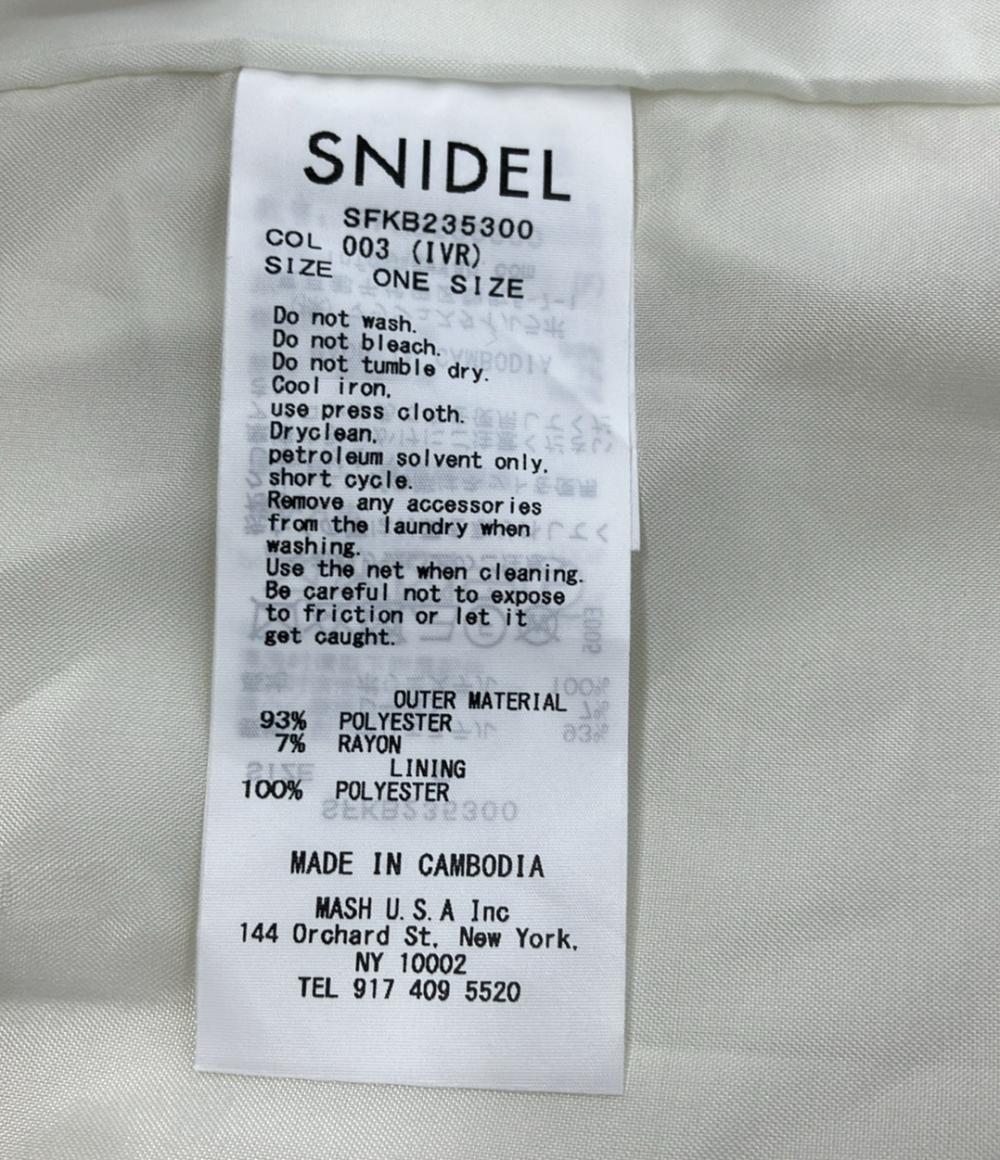 SNIDEL
SFKB235300
COL 003 (IVR)
SIZE ONE SIZE
Do not wash.
Do not bleach.
Do not tumble dry.
Cool iron,
use press cloth.
Dryclean,
petroleum solvent only,
short cycle.
Remove any accessories
from the laundry when
washing.
Use the net when cleaning.
Be careful not to expose
to friction or let it
get caught.
OUTER MATERIAL
93% POLYESTER
7% RAYON
LINING
100% POLYESTER
MADE IN CAMBODIA
MASH U.S.A Inc
144 Orchard St, New York,
NY 10002
TEL 917 409 5520